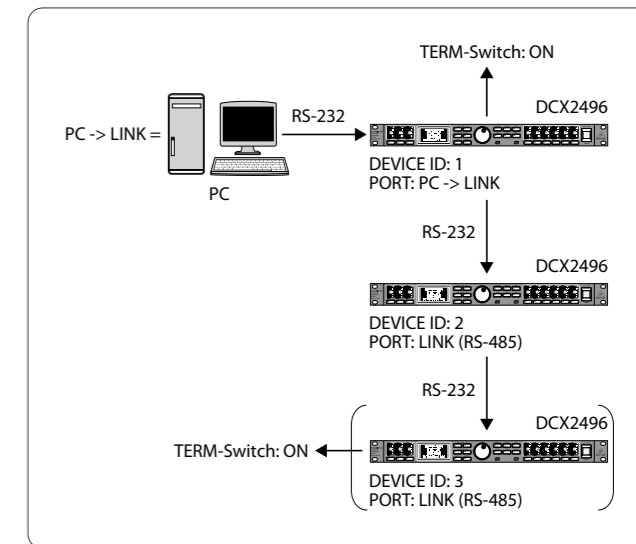 TERM-Switch: ON
RS-232
DCX2496
PC -> LINK =
PC
DEVICE ID: 1
PORT: PC -> LINK
RS-232
DCX2496
DEVICE ID: 2
PORT: LINK (RS-485)
RS-232
DCX2496
TERM-Switch: ON
DEVICE ID: 3
PORT: LINK (RS-485)